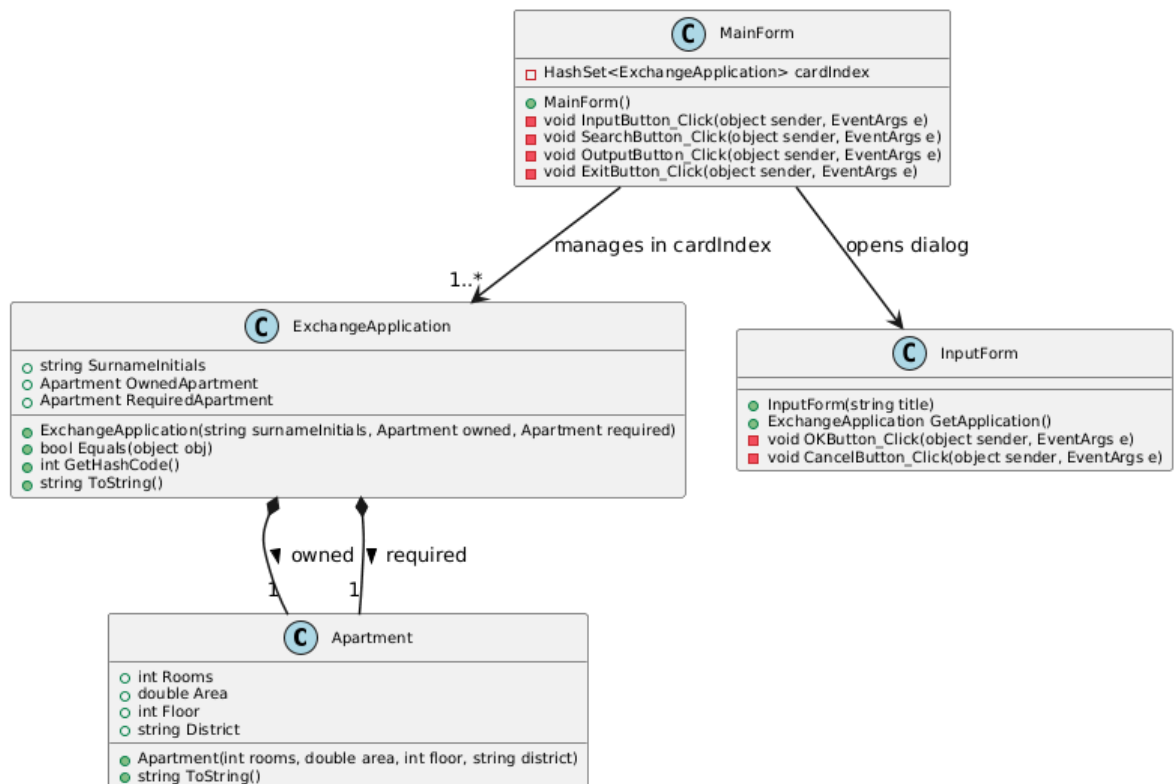 C MainForm
HashSet<ExchangeApplication> cardIndex
MainForm()
void InputButton_Click(object sender, EventArgs e)
void SearchButton_Click(object sender, EventArgs e)
void OutputButton_Click(object sender, EventArgs e)
void ExitButton_Click(object sender, EventArgs e)
manages in cardIndex
opens dialog
1..*
C ExchangeApplication
string SurnameInitials
Apartment OwnedApartment
Apartment RequiredApartment
ExchangeApplication(string surnameInitials, Apartment owned, Apartment required)
bool Equals(object obj)
int GetHashCode()
string ToString()
C InputForm
InputForm(string title)
ExchangeApplication GetApplication()
void OKButton_Click(object sender, EventArgs e)
void CancelButton_Click(object sender, EventArgs e)
owned
required
1
1
C Apartment
int Rooms
double Area
int Floor
string District
Apartment(int rooms, double area, int floor, string district)
string ToString()